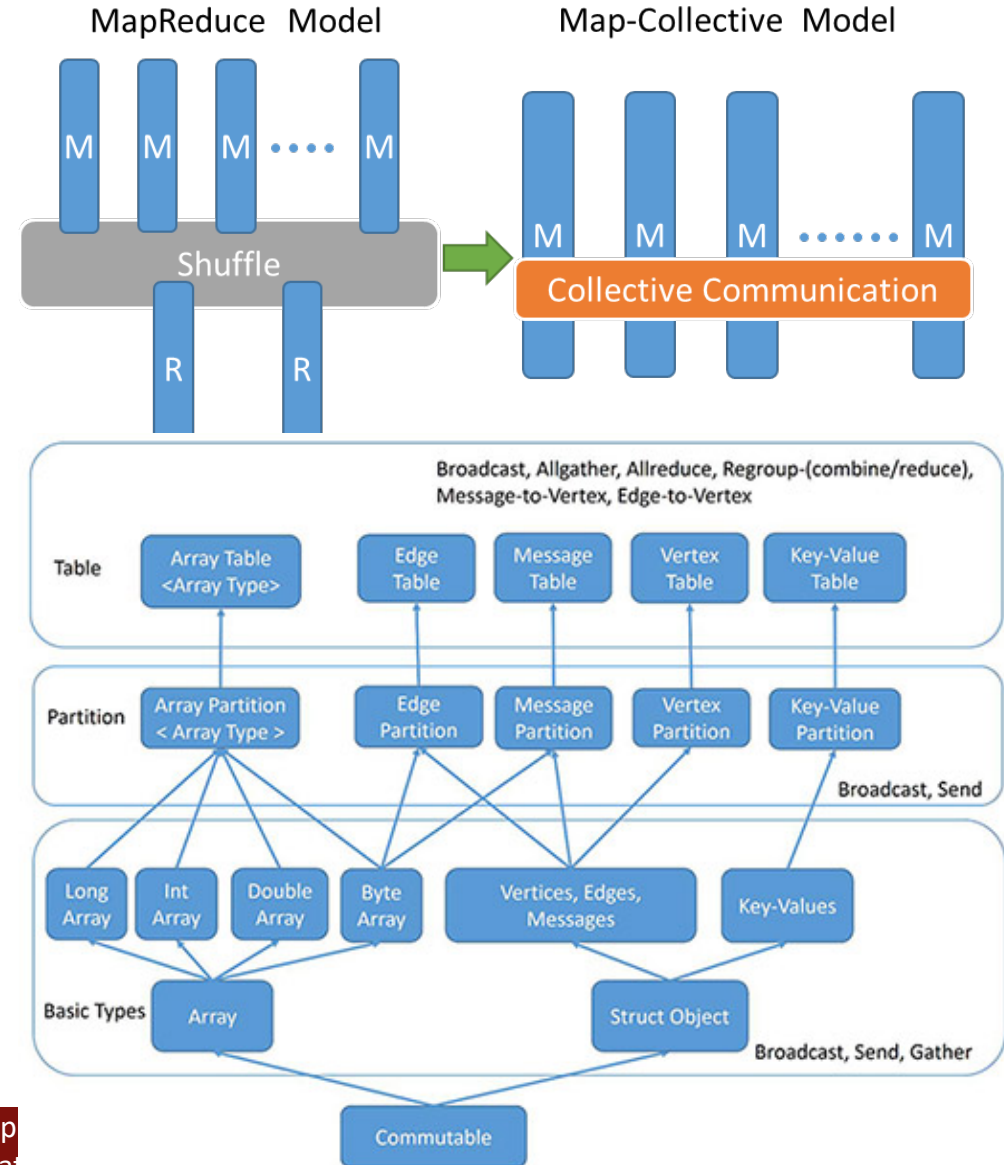 MapReduce Model
Map-Collective Model
M M M M
Shuffle
R R
M M M M
Collective Communication
Broadcast, Allgather, Allreduce, Regroup-(combine/reduce),
Message-to-Vertex, Edge-to-Vertex
Table
Array Table
<Array Type>
Edge
Table
Message
Table
Vertex
Table
Key-Value
Table
Partition
Array Partition
< Array Type >
Edge
Partition
Message
Partition
Vertex
Partition
Key-Value
Partition
Broadcast, Send
Long
Array
Int
Array
Double
Array
Byte
Array
Vertices, Edges,
Messages
Key-Values
Basic Types
Array
Struct Object
Broadcast, Send, Gather
Commutable